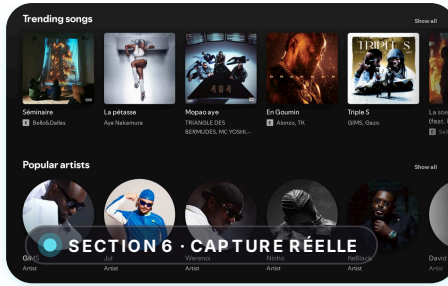 Trending songs
Show all
TRIPLE S
Séminaire
La pétasse
Mopao aye
En Goumin
Triple S
E Bello&Dallas
Aya Nakamura
TRIANGLE DES
BERMUDES, MC YOSHI,...
E Alonzo, TK
GIMS, Gazo
Popular artists
Show all
SECTION 6 · CAPTURE RÉELLE
GIMS
Jul
Werenoi
Ninho
KeBlack
David
Artist
Artist
Artist
Artist
Artist
Artist